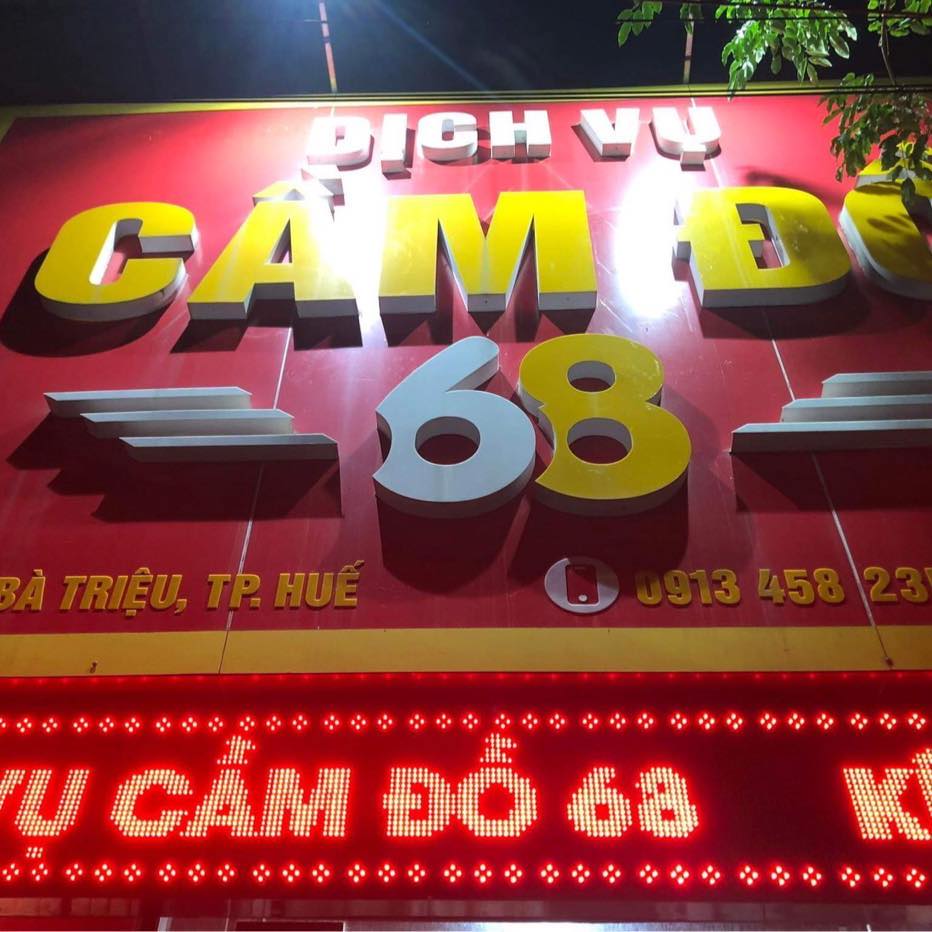 DỊCH VỤ
CẦM ĐỒ
68
BÀ TRIỆU, TP. HUẾ 0913 458 23
VỤ CẦM ĐỒ 68